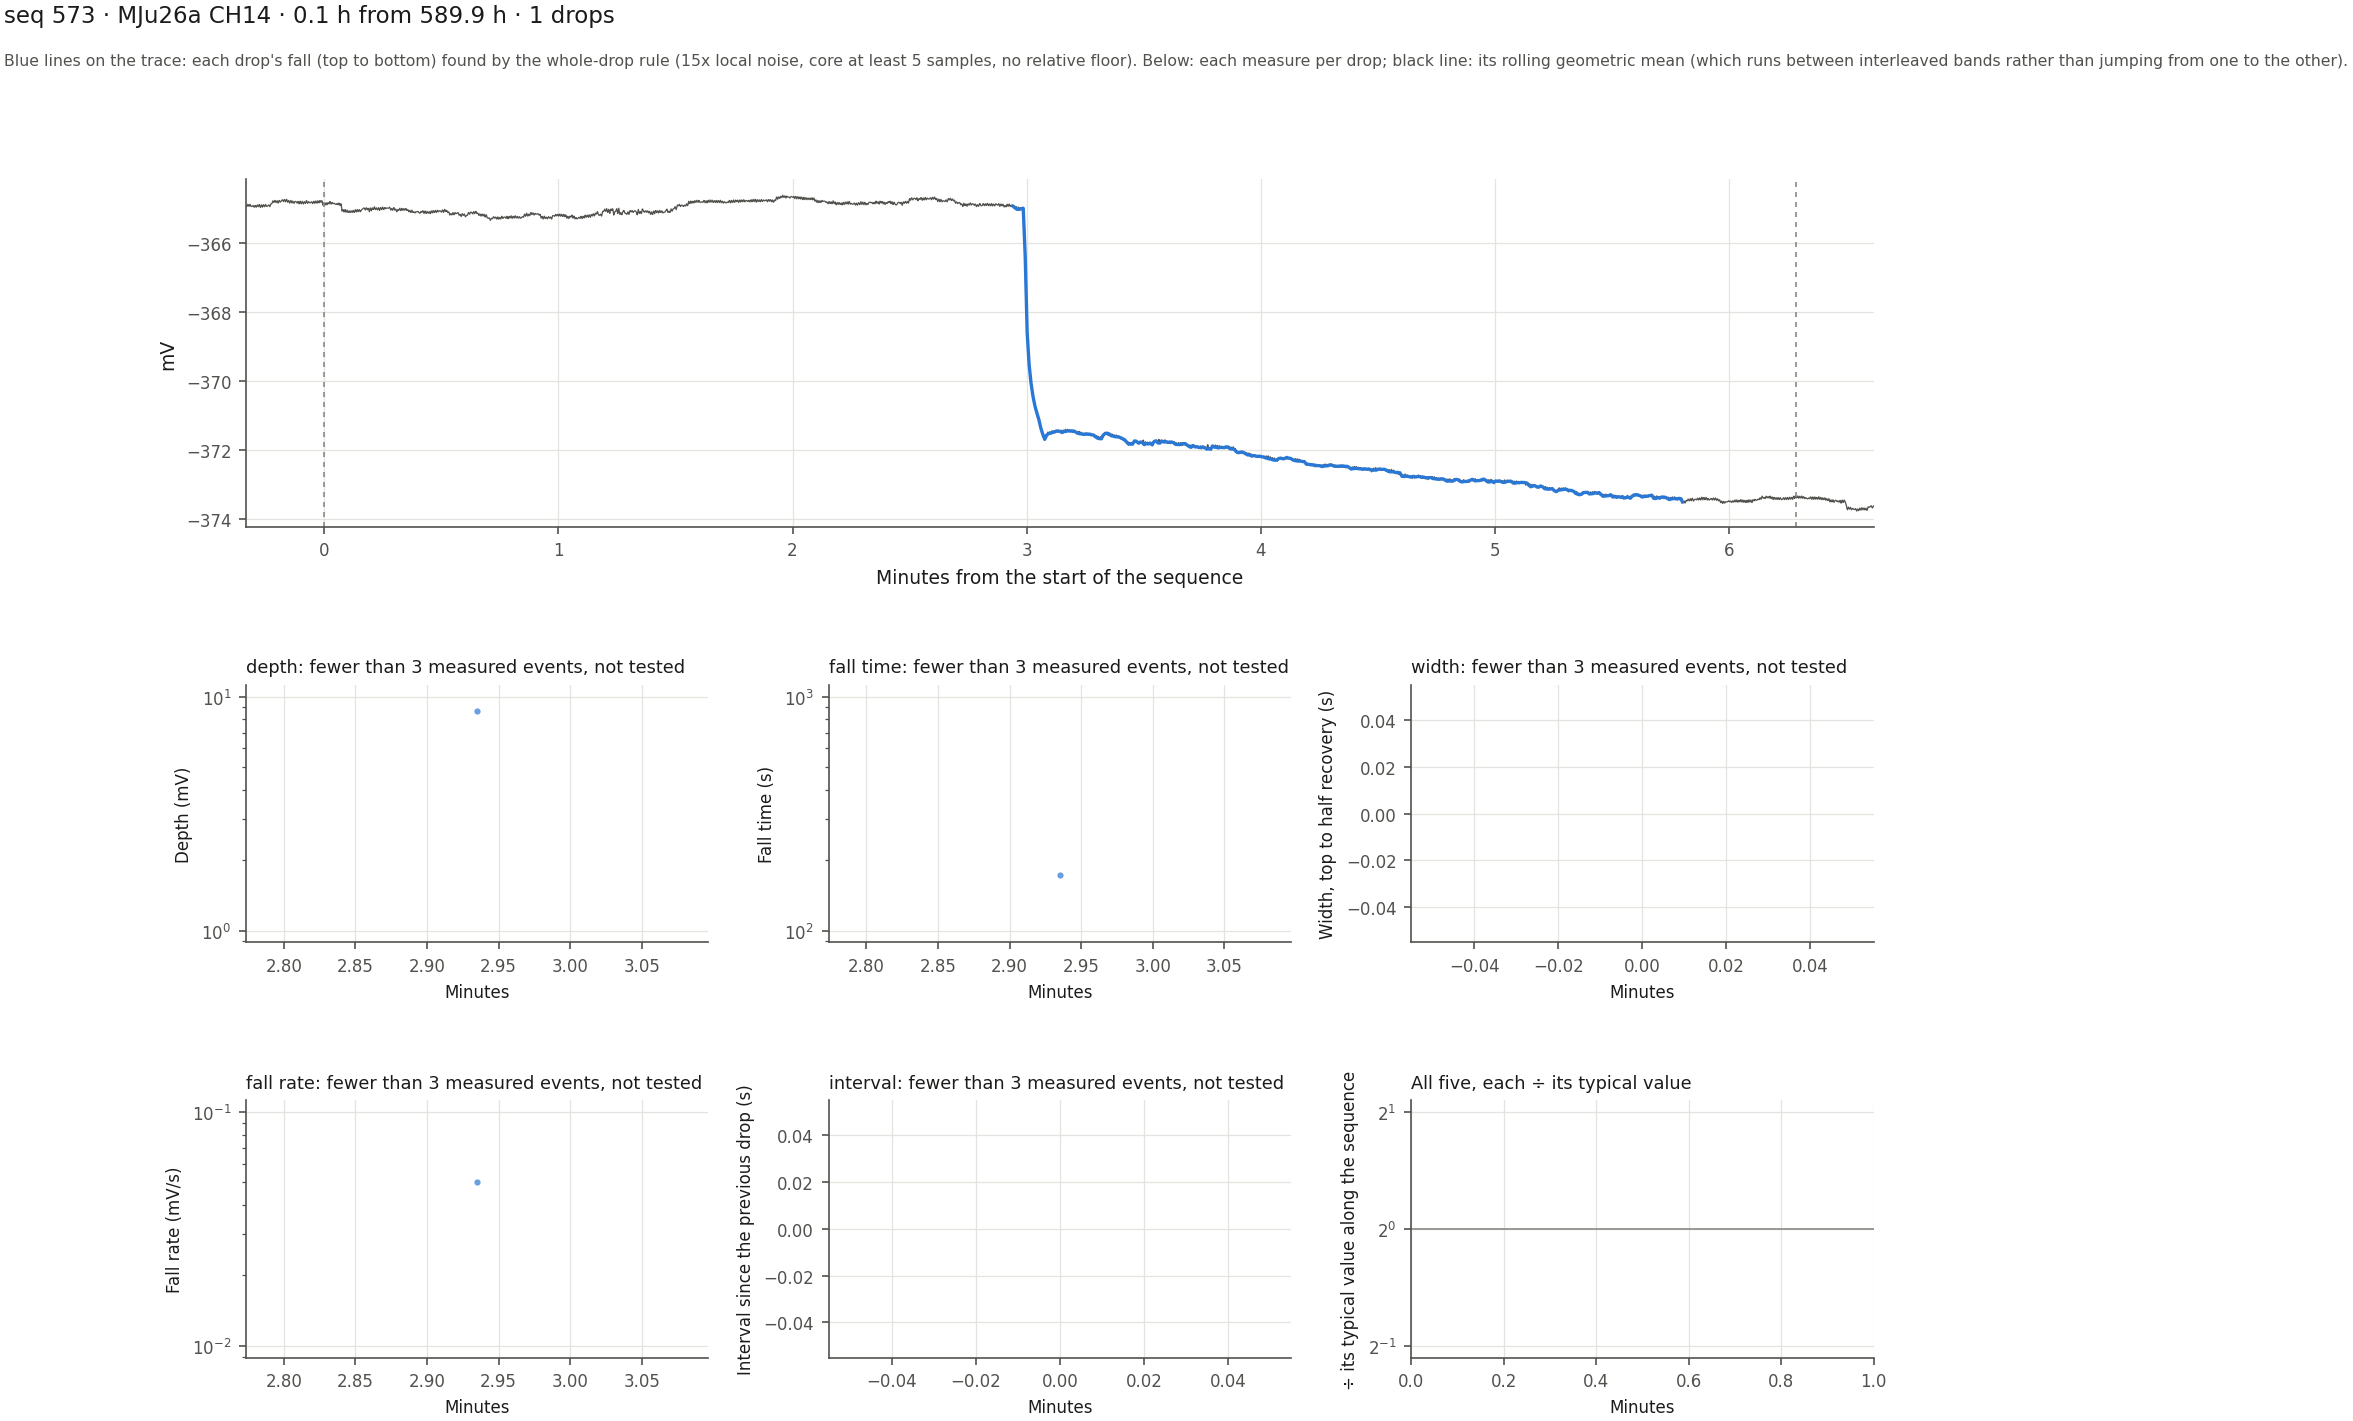 seq 573 · MJu26a CH14 · 0.1 h from 589.9 h · 1 drops
Blue lines on the trace: each drop's fall (top to bottom) found by the whole-drop rule (15x local noise, core at least 5 samples, no relative floor). Below: each measure per drop; black line: its rolling geometric mean (which runs between interleaved bands rather than jumping from one to the other).
mV
−366
−368
−370
−372
−374
0 1 2 3 4 5 6
Minutes from the start of the sequence
depth: fewer than 3 measured events, not tested
Depth (mV)
10¹
10⁰
2.80 2.85 2.90 2.95 3.00 3.05
Minutes
fall time: fewer than 3 measured events, not tested
Fall time (s)
10³
10²
2.80 2.85 2.90 2.95 3.00 3.05
Minutes
width: fewer than 3 measured events, not tested
Width, top to half recovery (s)
0.04
0.02
0.00
−0.02
−0.04
−0.04 −0.02 0.00 0.02 0.04
Minutes
fall rate: fewer than 3 measured events, not tested
Fall rate (mV/s)
10⁻¹
10⁻²
2.80 2.85 2.90 2.95 3.00 3.05
Minutes
interval: fewer than 3 measured events, not tested
Interval since the previous drop (s)
0.04
0.02
0.00
−0.02
−0.04
−0.04 −0.02 0.00 0.02 0.04
Minutes
All five, each ÷ its typical value
÷ its typical value along the sequence
2¹
2⁰
2⁻¹
0.0 0.2 0.4 0.6 0.8 1.0
Minutes